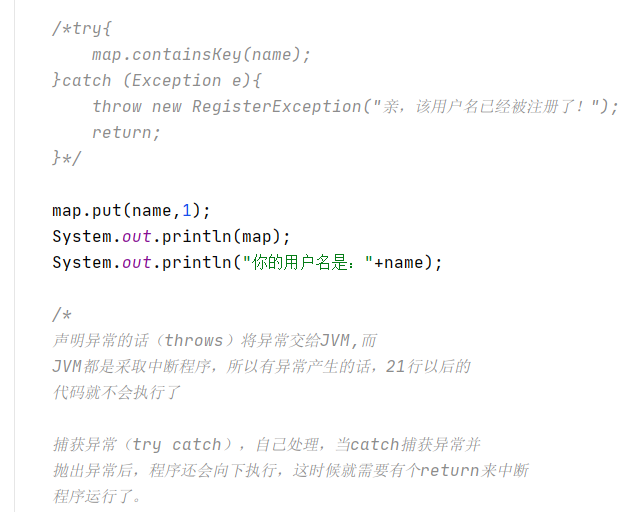 /*try{
    map.containsKey(name);
}catch (Exception e){
    throw new RegisterException("亲，该用户名已经被注册了！");
    return;
}*/
map.put(name,1);
System.out.println(map);
System.out.println("你的用户名是："+name);
/*
声明异常的话（throws）将异常交给JVM,而
JVM都是采取中断程序，所以有异常产生的话，21行以后的
代码就不会执行了
捕获异常（try catch），自己处理，当catch捕获异常并
抛出异常后，程序还会向下执行，这时候就需要有个return来中断
程序运行了。